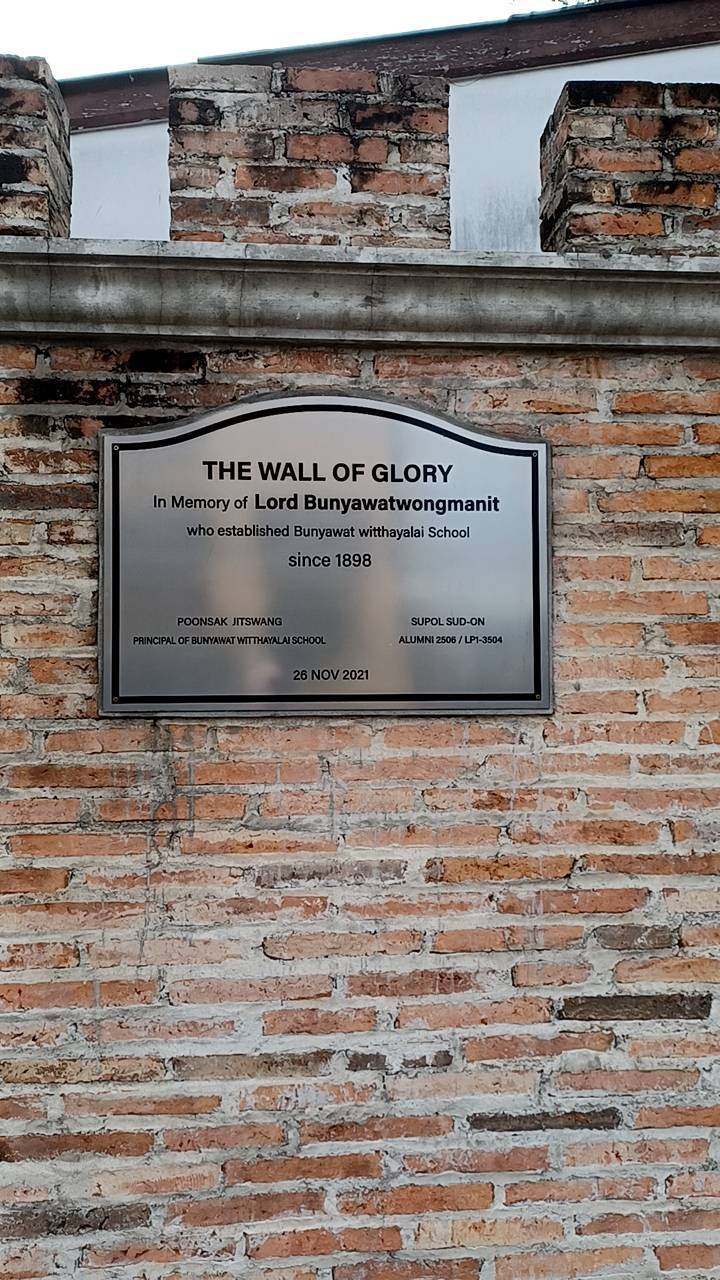 THE WALL OF GLORY
In Memory of Lord Bunyawatwongmanit
who established Bunyawat witthayalai School
since 1898
POONSAK JITSWANG
PRINCIPAL OF BUNYAWAT WITTHAYALAI SCHOOL
SUPOL SUD-ON
ALUMNI 2506 / LP1-3504
26 NOV 2021